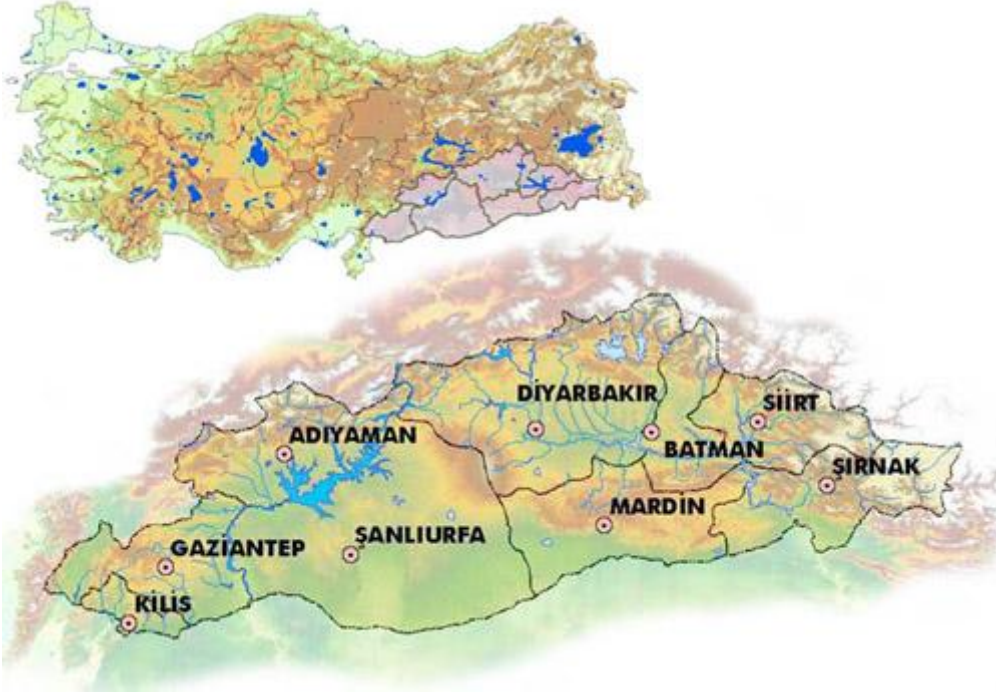 DİYARBAKIR
SİİRT
ADIYAMAN
BATMAN
ŞIRNAK
MARDİN
GAZİANTEP
ŞANLIURFA
KİLİS